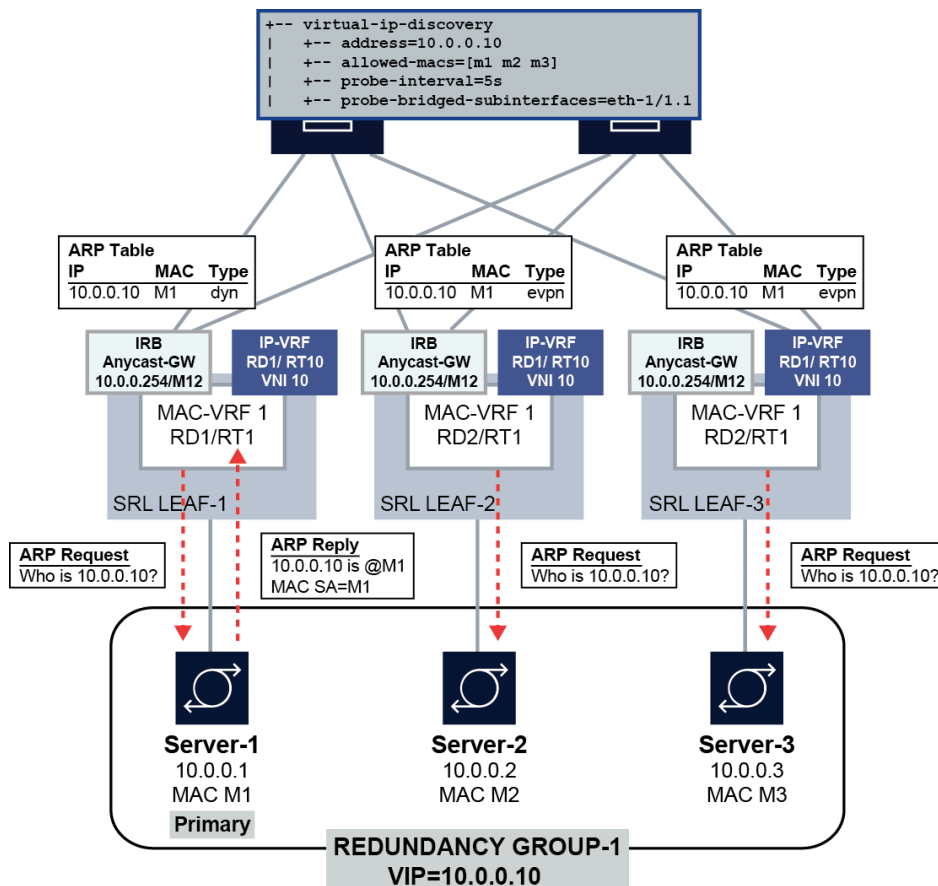 +-- virtual-ip-discovery
|   +-- address=10.0.0.10
|   +-- allowed-macs=[m1 m2 m3]
|   +-- probe-interval=5s
|   +-- probe-bridged-subinterfaces=eth-1/1.1
ARP Table
IP MAC Type
10.0.0.10 M1 dyn
ARP Table
IP MAC Type
10.0.0.10 M1 evpn
ARP Table
IP MAC Type
10.0.0.10 M1 evpn
IRB
Anycast-GW
10.0.0.254/M12
IP-VRF
RD1/ RT10
VNI 10
MAC-VRF 1
RD1/RT1
SRL LEAF-1
IRB
Anycast-GW
10.0.0.254/M12
IP-VRF
RD1/ RT10
VNI 10
MAC-VRF 1
RD2/RT1
SRL LEAF-2
IRB
Anycast-GW
10.0.0.254/M12
IP-VRF
RD1/ RT10
VNI 10
MAC-VRF 1
RD2/RT1
SRL LEAF-3
ARP Request
Who is 10.0.0.10?
ARP Reply
10.0.0.10 is @M1
MAC SA=M1
ARP Request
Who is 10.0.0.10?
ARP Request
Who is 10.0.0.10?
Server-1
10.0.0.1
MAC M1
Primary
Server-2
10.0.0.2
MAC M2
Server-3
10.0.0.3
MAC M3
REDUNDANCY GROUP-1
VIP=10.0.0.10